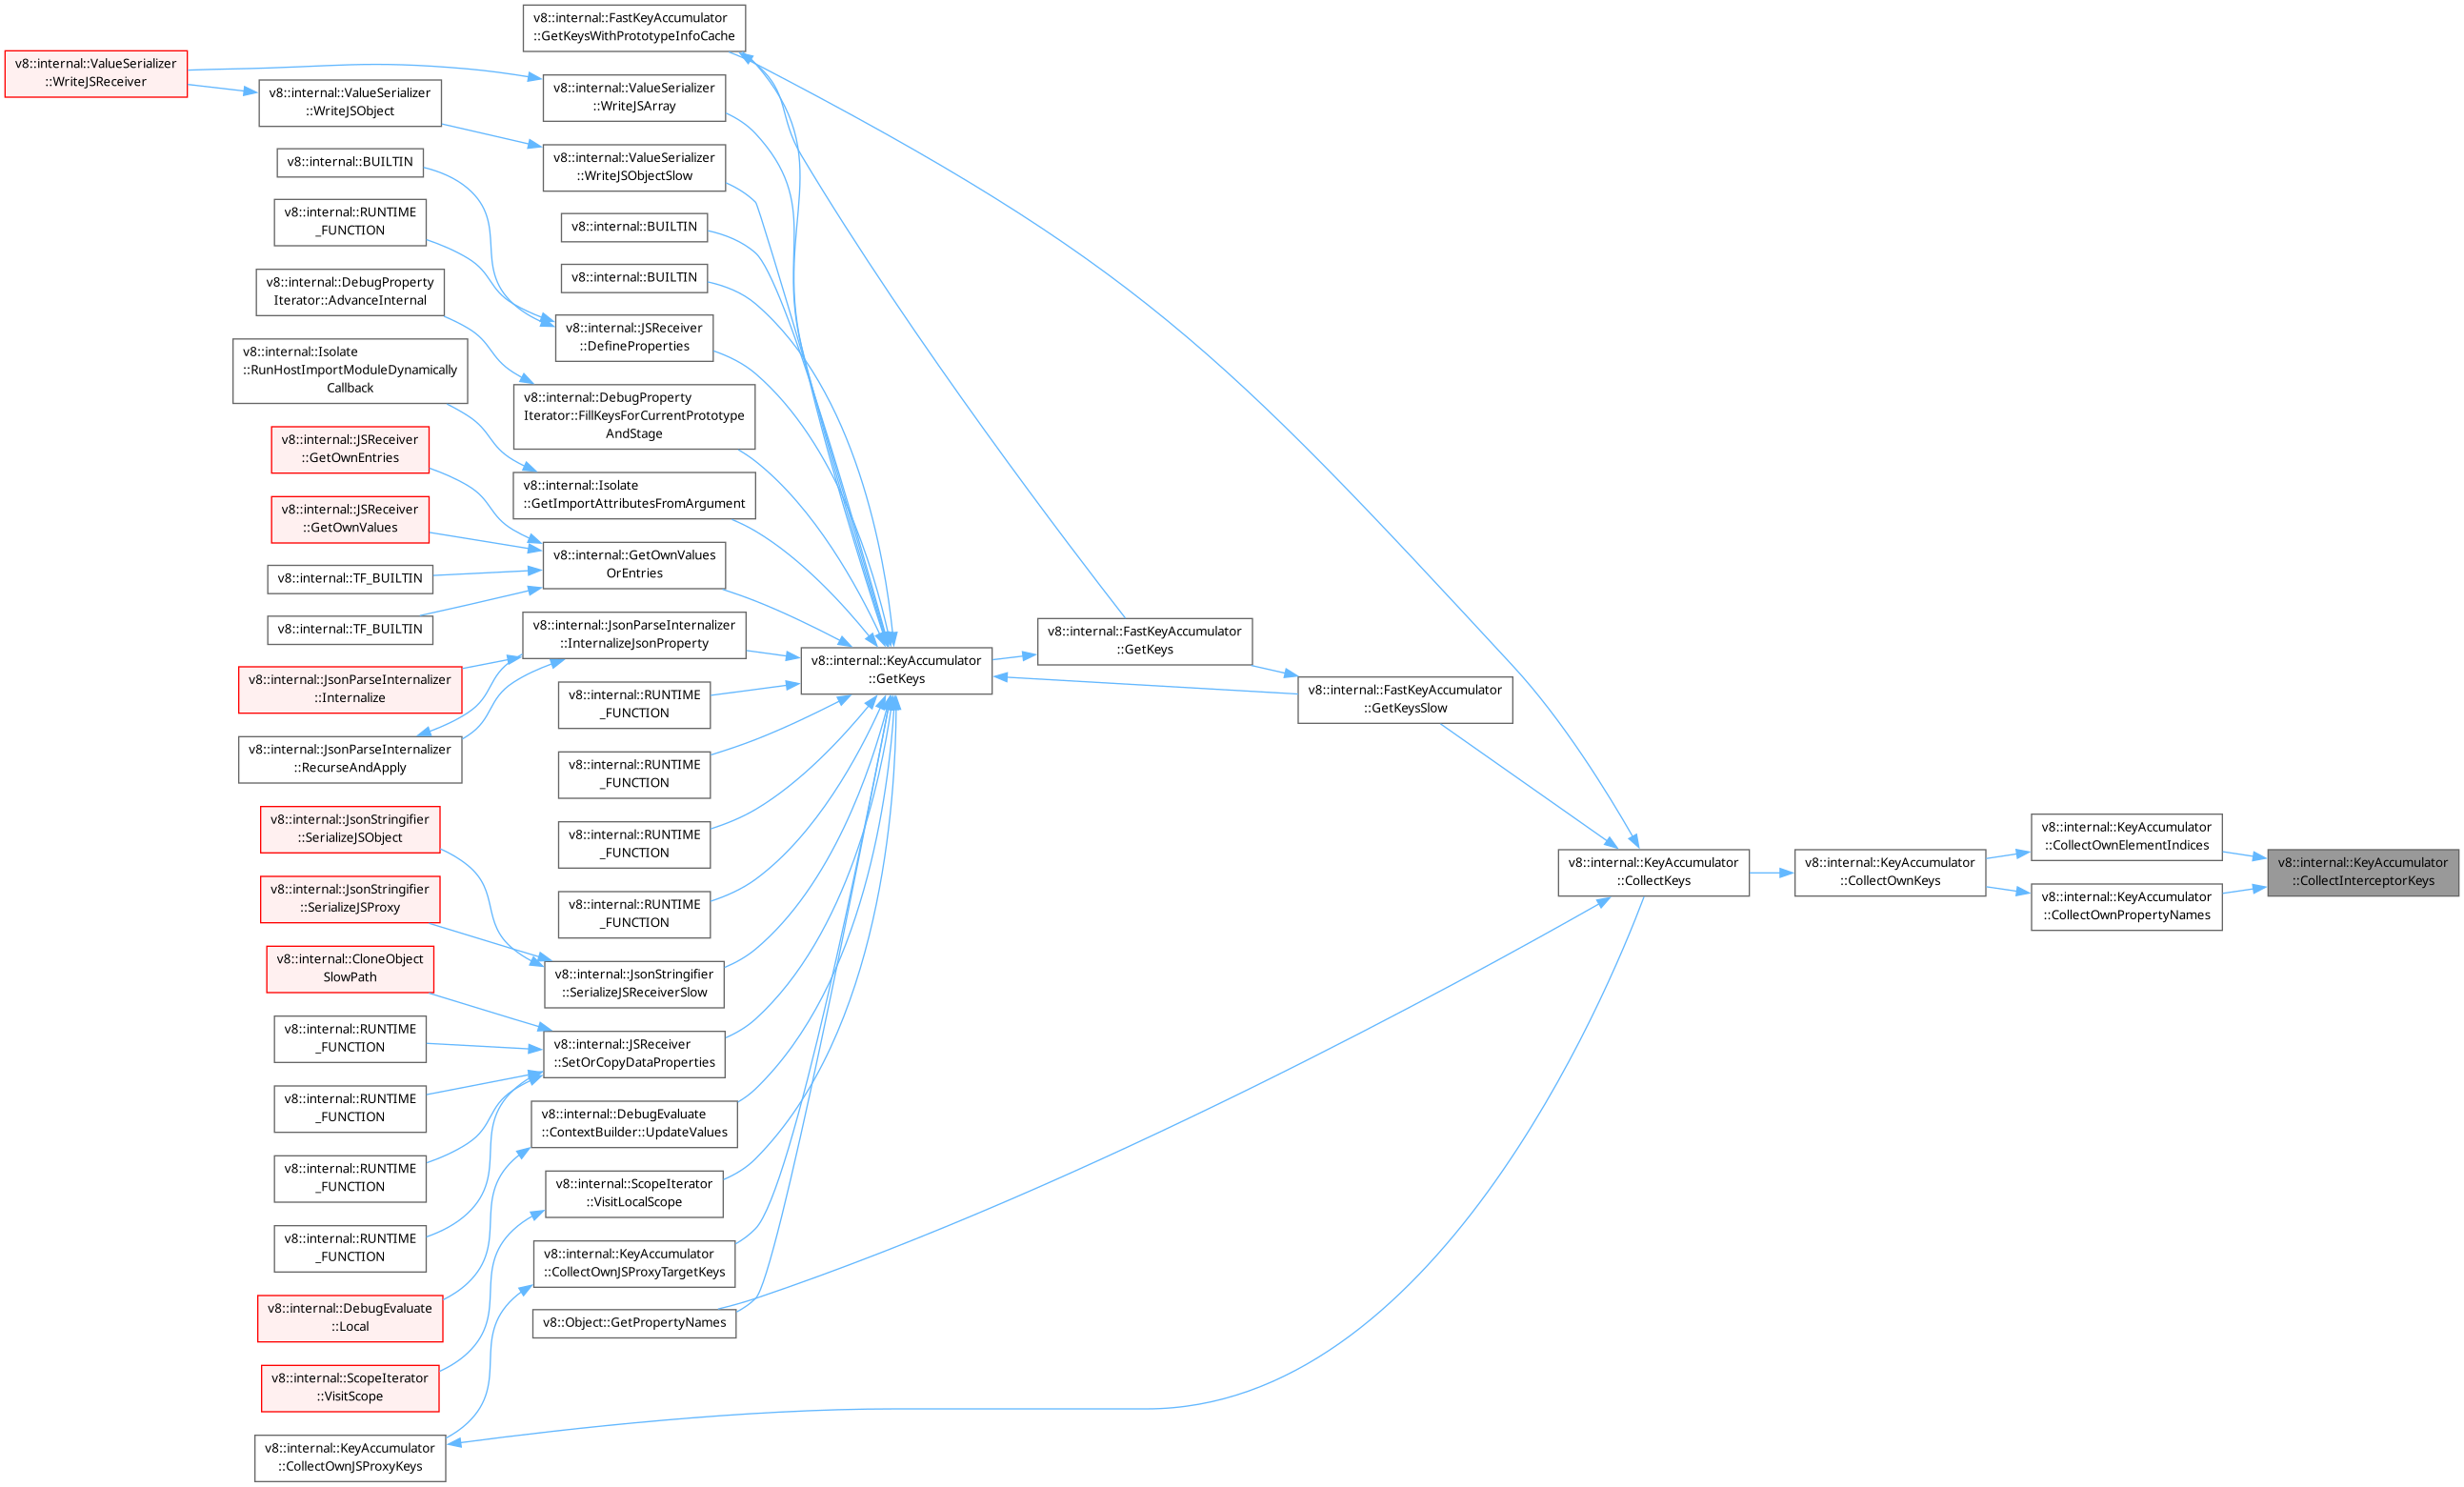 v8::internal::ValueSerializer
::WriteJSReceiver
v8::internal::ValueSerializer
::WriteJSObject
v8::internal::BUILTIN
v8::internal::RUNTIME
_FUNCTION
v8::internal::DebugProperty
Iterator::AdvanceInternal
v8::internal::Isolate
::RunHostImportModuleDynamically
Callback
v8::internal::JSReceiver
::GetOwnEntries
v8::internal::JSReceiver
::GetOwnValues
v8::internal::TF_BUILTIN
v8::internal::TF_BUILTIN
v8::internal::JsonParseInternalizer
::Internalize
v8::internal::JsonParseInternalizer
::RecurseAndApply
v8::internal::JsonStringifier
::SerializeJSObject
v8::internal::JsonStringifier
::SerializeJSProxy
v8::internal::CloneObject
SlowPath
v8::internal::RUNTIME
_FUNCTION
v8::internal::RUNTIME
_FUNCTION
v8::internal::RUNTIME
_FUNCTION
v8::internal::RUNTIME
_FUNCTION
v8::internal::DebugEvaluate
::Local
v8::internal::ScopeIterator
::VisitScope
v8::internal::KeyAccumulator
::CollectOwnJSProxyKeys
v8::internal::FastKeyAccumulator
::GetKeysWithPrototypeInfoCache
v8::internal::ValueSerializer
::WriteJSArray
v8::internal::ValueSerializer
::WriteJSObjectSlow
v8::internal::BUILTIN
v8::internal::BUILTIN
v8::internal::JSReceiver
::DefineProperties
v8::internal::DebugProperty
Iterator::FillKeysForCurrentPrototype
AndStage
v8::internal::Isolate
::GetImportAttributesFromArgument
v8::internal::GetOwnValues
OrEntries
v8::internal::JsonParseInternalizer
::InternalizeJsonProperty
v8::internal::RUNTIME
_FUNCTION
v8::internal::RUNTIME
_FUNCTION
v8::internal::RUNTIME
_FUNCTION
v8::internal::RUNTIME
_FUNCTION
v8::internal::JsonStringifier
::SerializeJSReceiverSlow
v8::internal::JSReceiver
::SetOrCopyDataProperties
v8::internal::DebugEvaluate
::ContextBuilder::UpdateValues
v8::internal::ScopeIterator
::VisitLocalScope
v8::internal::KeyAccumulator
::CollectOwnJSProxyTargetKeys
v8::Object::GetPropertyNames
v8::internal::KeyAccumulator
::GetKeys
v8::internal::FastKeyAccumulator
::GetKeys
v8::internal::FastKeyAccumulator
::GetKeysSlow
v8::internal::KeyAccumulator
::CollectKeys
v8::internal::KeyAccumulator
::CollectOwnKeys
v8::internal::KeyAccumulator
::CollectOwnElementIndices
v8::internal::KeyAccumulator
::CollectOwnPropertyNames
v8::internal::KeyAccumulator
::CollectInterceptorKeys